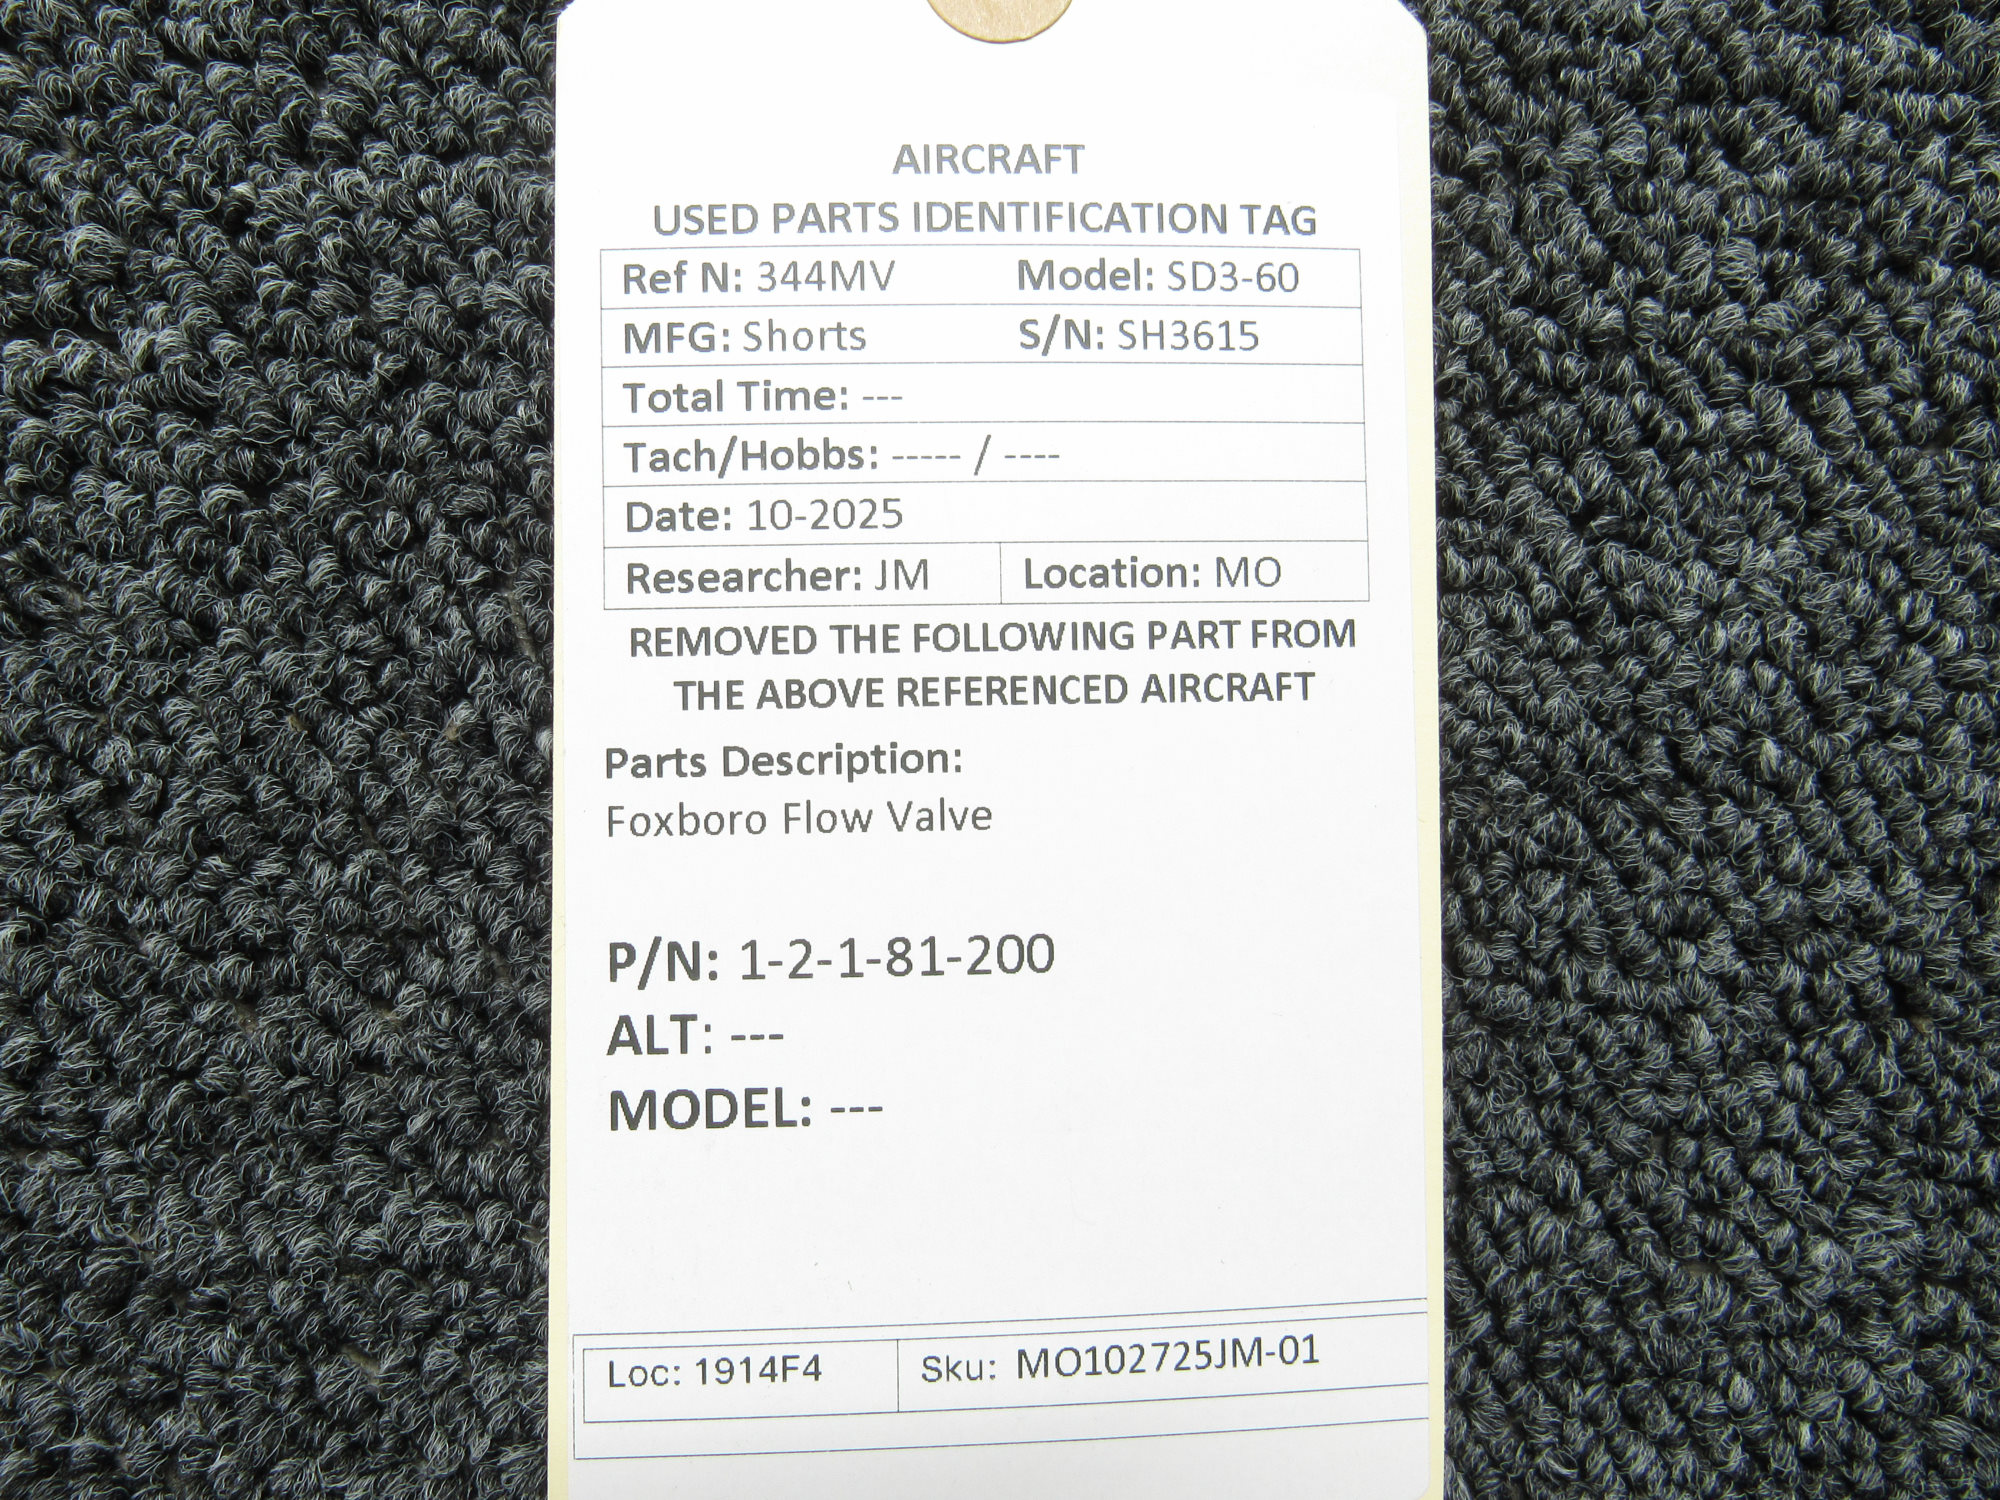 AIRCRAFT
USED PARTS IDENTIFICATION TAG
Ref N: 344MV Model: SD3-60
MFG: Shorts S/N: SH3615
Total Time: ---
Tach/Hobbs: ----- / ----
Date: 10-2025
Researcher: JM Location: MO
REMOVED THE FOLLOWING PART FROM
THE ABOVE REFERENCED AIRCRAFT
Parts Description:
Foxboro Flow Valve
P/N: 1-2-1-81-200
ALT: ---
MODEL: ---
Loc: 1914F4 Sku: MO102725JM-01